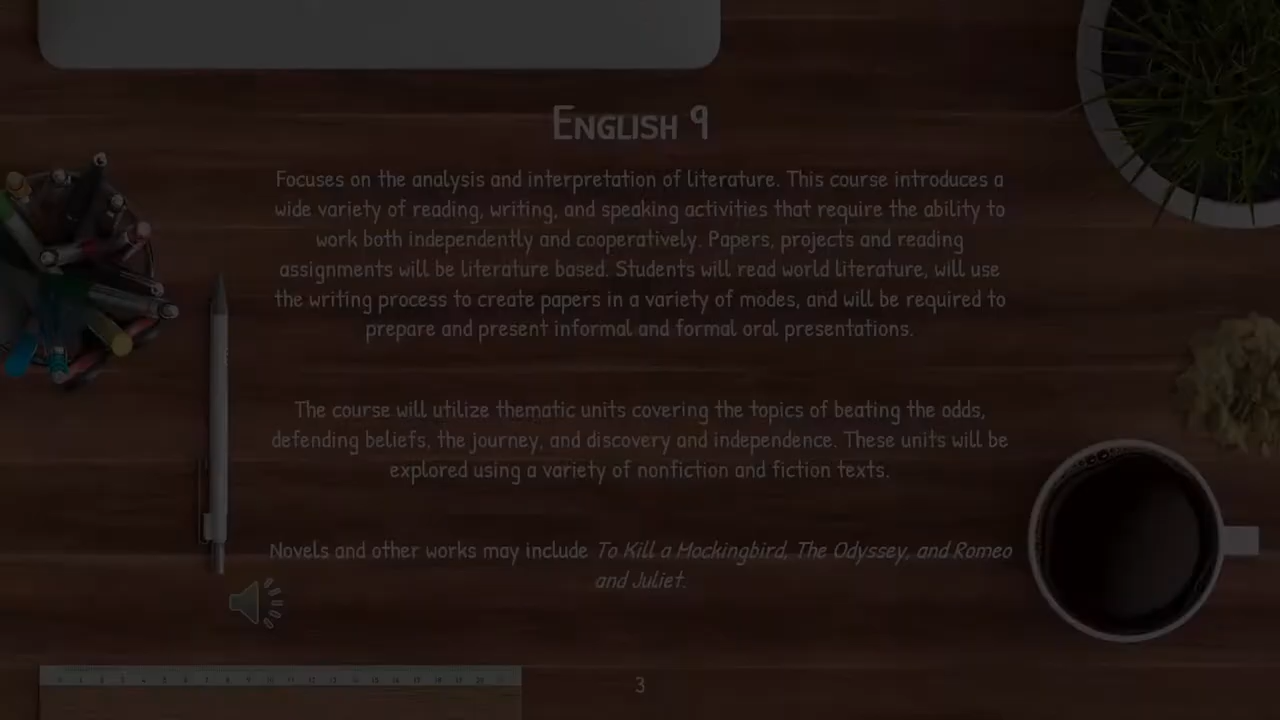 English 9
Focuses on the analysis and interpretation of literature. This course introduces a
wide variety of reading, writing, and speaking activities that require the ability to
work both independently and cooperatively. Papers, projects and reading
assignments will be literature based. Students will read world literature, will use
the writing process to create papers in a variety of modes, and will be required to
prepare and present informal and formal oral presentations.
The course will utilize thematic units covering the topics of beating the odds,
defending beliefs, the journey, and discovery and independence. These units will be
explored using a variety of nonfiction and fiction texts.
Novels and other works may include To Kill a Mockingbird, The Odyssey, and Romeo
and Juliet.
3